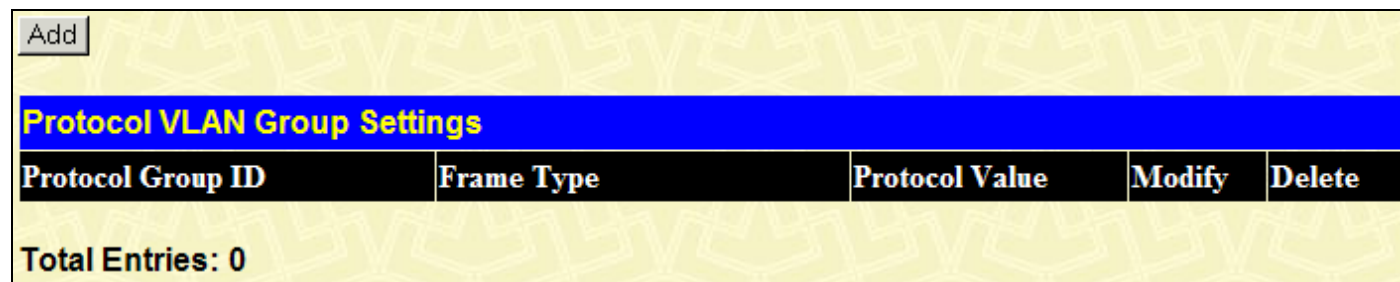 Add
Protocol VLAN Group Settings
Protocol Group ID Frame Type Protocol Value Modify Delete
Total Entries: 0